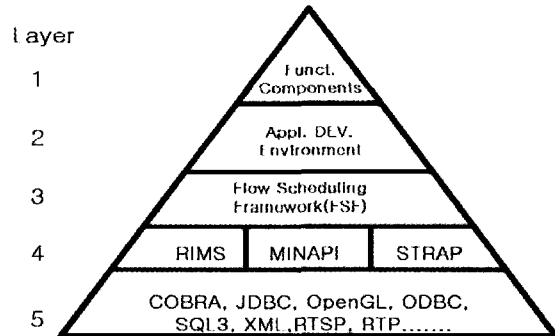 Layer
1
Funct.
Components
2
Appl. DEV.
Environment
3
Flow Scheduling
Framework(FSF)
4
RIMS MINAPI STRAP
5
COBRA, JDBC, OpenGL, ODBC,
SQL3, XML,RTSP, RTP.......